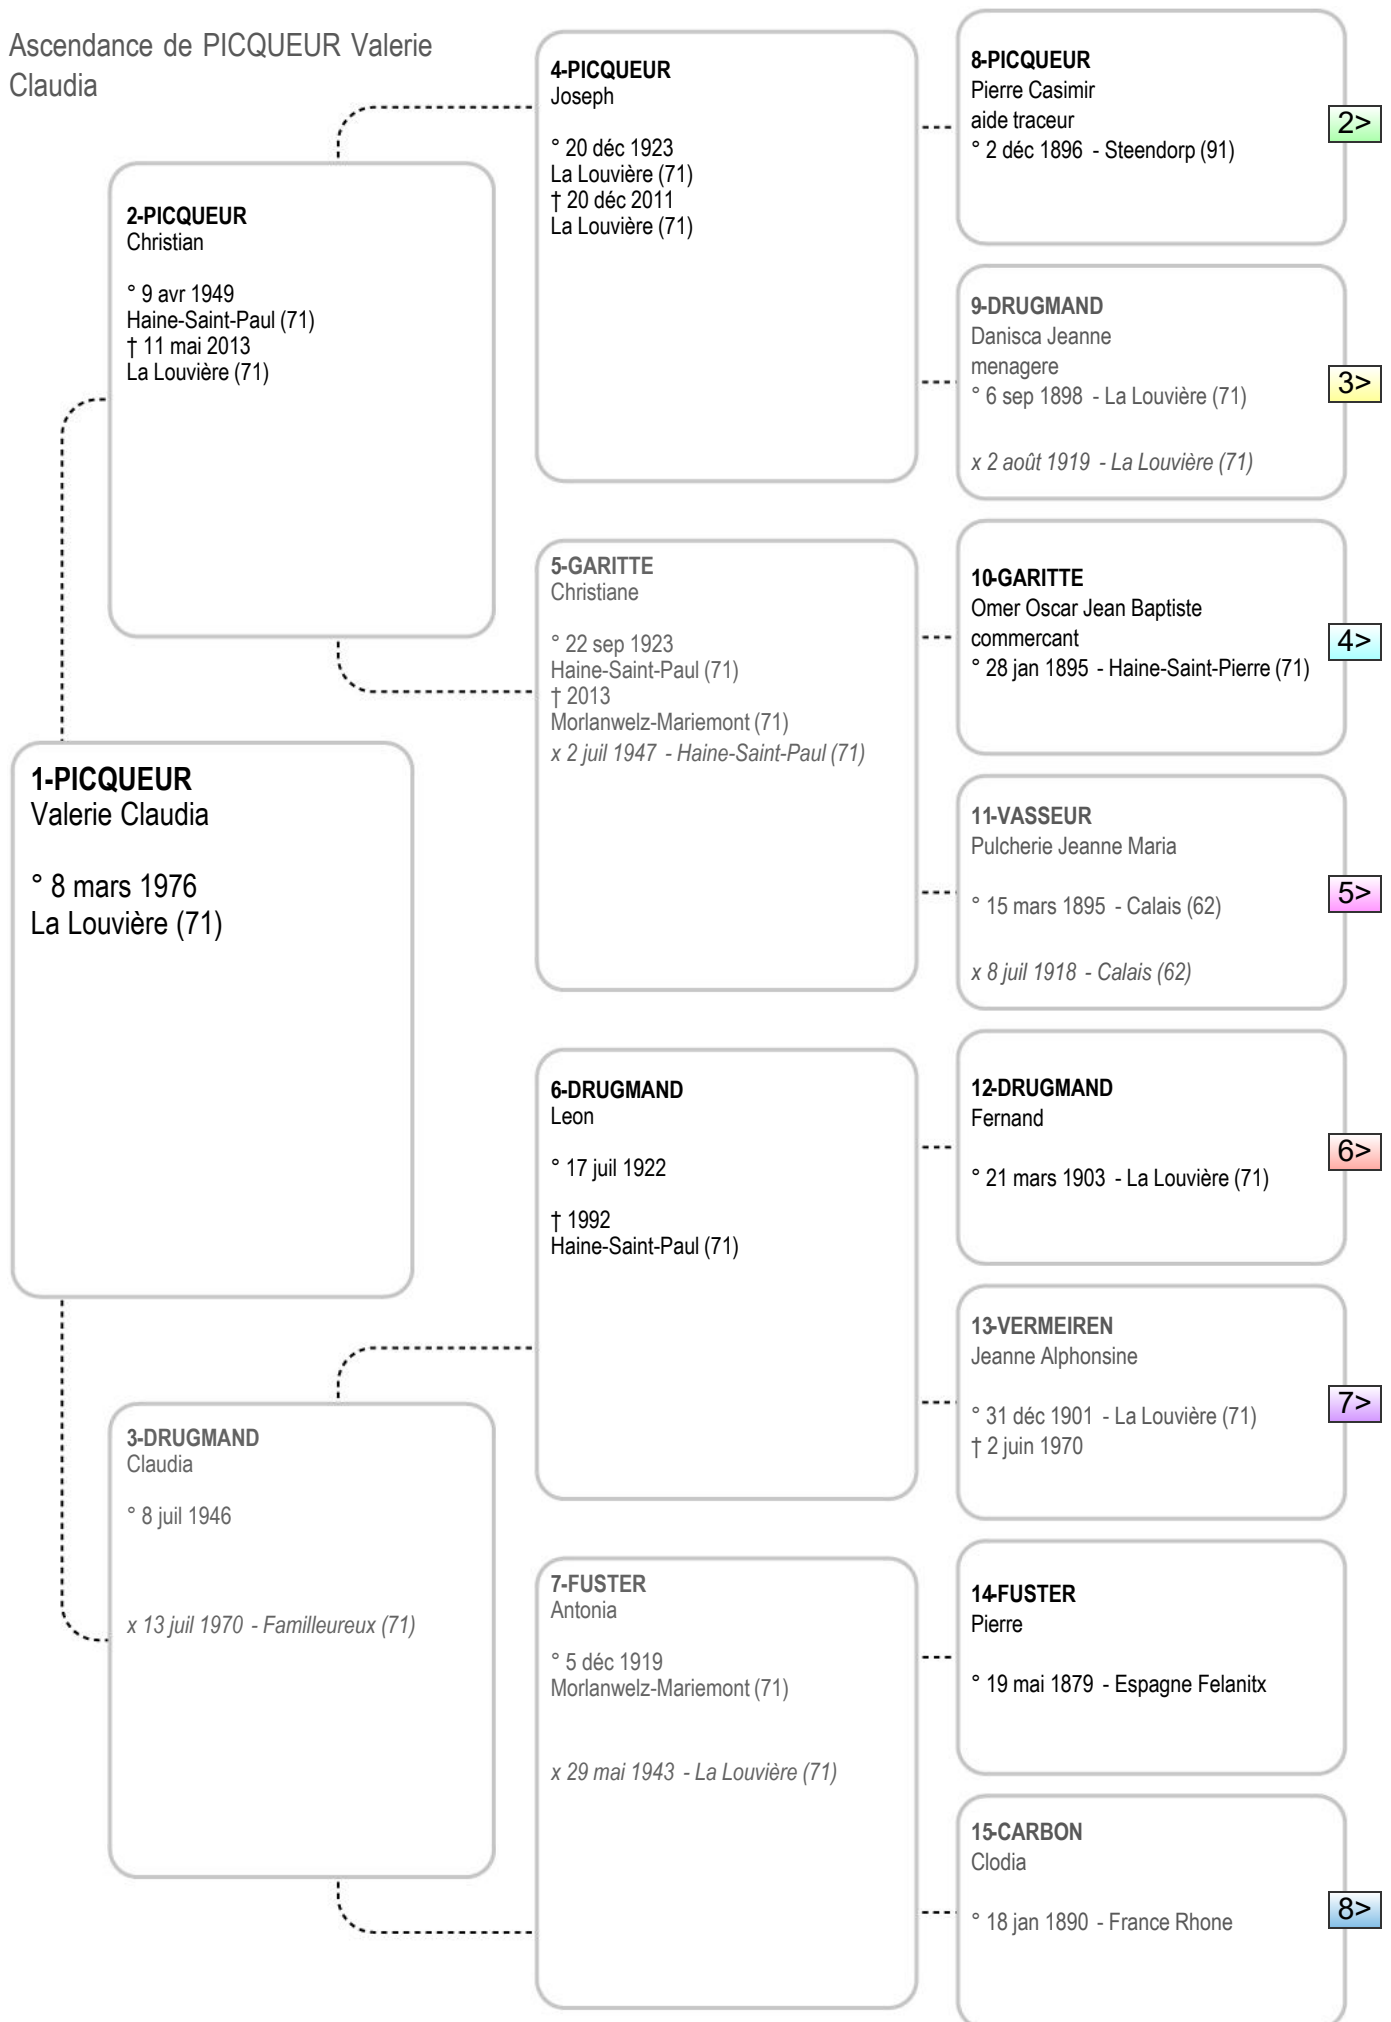 Ascendance de PICQUEUR Valerie
Claudia
1-PICQUEUR
Valerie Claudia
° 8 mars 1976
La Louvière (71)
2-PICQUEUR
Christian
° 9 avr 1949
Haine-Saint-Paul (71)
† 11 mai 2013
La Louvière (71)
3-DRUGMAND
Claudia
° 8 juil 1946
x 13 juil 1970 - Familleureux (71)
4-PICQUEUR
Joseph
° 20 déc 1923
La Louvière (71)
† 20 déc 2011
La Louvière (71)
5-GARITTE
Christiane
° 22 sep 1923
Haine-Saint-Paul (71)
† 2013
Morlanwelz-Mariemont (71)
x 2 juil 1947 - Haine-Saint-Paul (71)
6-DRUGMAND
Leon
° 17 juil 1922
† 1992
Haine-Saint-Paul (71)
7-FUSTER
Antonia
° 5 déc 1919
Morlanwelz-Mariemont (71)
x 29 mai 1943 - La Louvière (71)
8-PICQUEUR
Pierre Casimir
aide traceur
° 2 déc 1896 - Steendorp (91)
2>
9-DRUGMAND
Danisca Jeanne
menagere
° 6 sep 1898 - La Louvière (71)
x 2 août 1919 - La Louvière (71)
3>
10-GARITTE
Omer Oscar Jean Baptiste
commercant
° 28 jan 1895 - Haine-Saint-Pierre (71)
4>
11-VASSEUR
Pulcherie Jeanne Maria
° 15 mars 1895 - Calais (62)
x 8 juil 1918 - Calais (62)
5>
12-DRUGMAND
Fernand
° 21 mars 1903 - La Louvière (71)
6>
13-VERMEIREN
Jeanne Alphonsine
° 31 déc 1901 - La Louvière (71)
† 2 juin 1970
7>
14-FUSTER
Pierre
° 19 mai 1879 - Espagne Felanitx
15-CARBON
Clodia
° 18 jan 1890 - France Rhone
8>